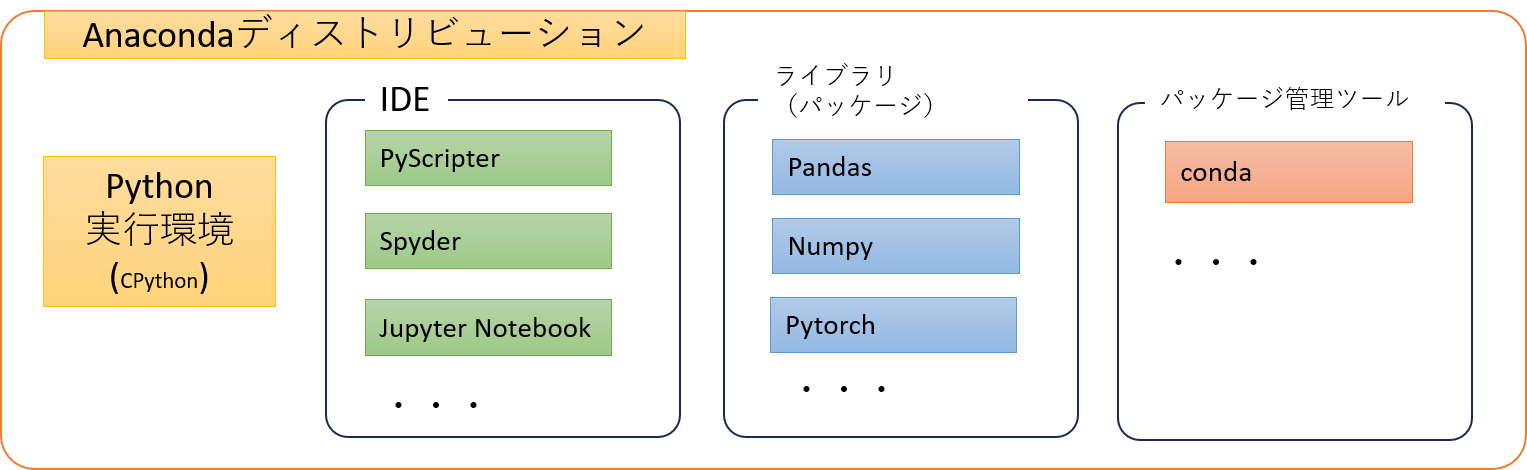 Anacondaディストリビューション
Python
実行環境
(CPython)
IDE
PyScripter
Spyder
Jupyter Notebook
・・・
ライブラリ
（パッケージ）
Pandas
Numpy
Pytorch
・・・
パッケージ管理ツール
conda
・・・